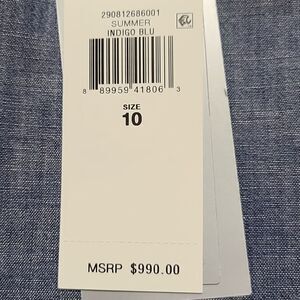 290812686001
SUMMER
INDIGO BLU
8 89959 41806 3
SIZE
10
MSRP $990.00